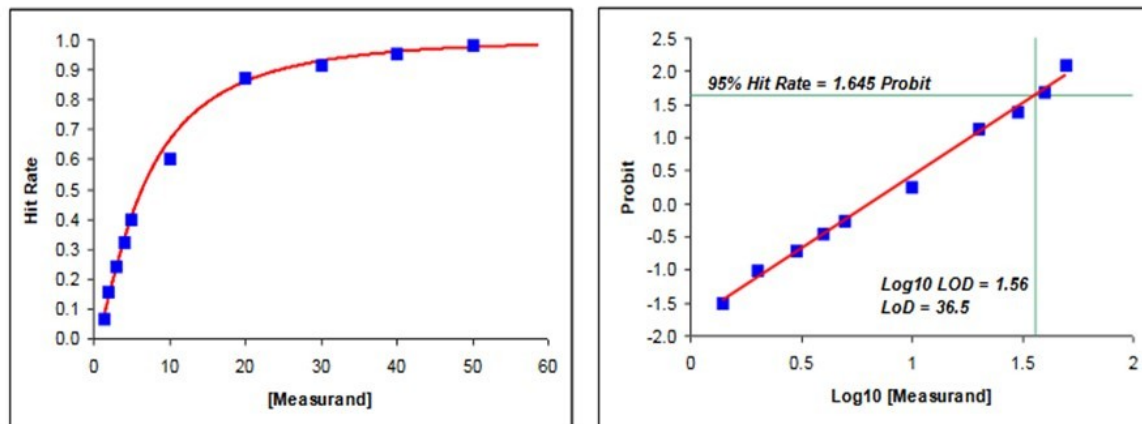 1.0
0.9
0.8
0.7
0.6
0.5
0.4
0.3
0.2
0.1
0.0
Hit Rate
0 10 20 30 40 50 60
[Measurand]
2.5
2.0
1.5
1.0
0.5
0.0
-0.5
-1.0
-1.5
-2.0
Probit
95% Hit Rate = 1.645 Probit
Log10 LOD = 1.56
LoD = 36.5
0 0.5 1 1.5 2
Log10 [Measurand]